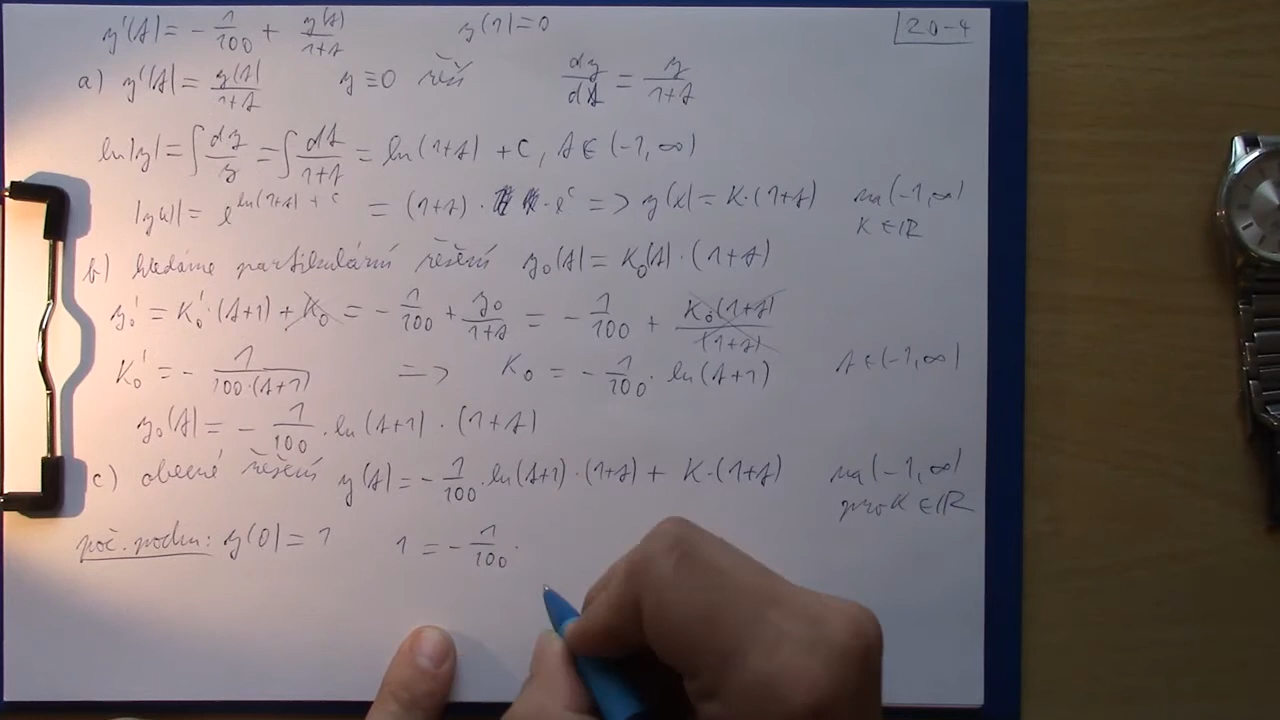 y'(t) = - 1/100 + y(t)/1+t y(1) = 0 20-4
a) y'(t) = y(t)/1+t y ≡ 0 řeší dy/dt = y/1+t
ln|y| = ∫ dy/y = ∫ dt/1+t = ln(1+t) + C, t ∈ (-1, ∞)
|y(t)| = e^(ln(1+t) + c) = (1+t) · e^c => y(x) = K · (1+t) na (-1, ∞)
K ∈ ℝ
b) hledáme partikulární řešení y₀(t) = K₀(t) · (1+t)
y₀' = K₀' · (t+1) + K₀ = - 1/100 + y₀/1+t = - 1/100 + K₀(1+t)/(1+t)
K₀' = - 1/100·(t+1) => K₀ = - 1/100 · ln(t+1) t ∈ (-1, ∞)
y₀(t) = - 1/100 · ln(t+1) · (1+t)
c) obecné řešení y(t) = - 1/100 · ln(t+1) · (1+t) + K · (1+t) na (-1, ∞)
pro K ∈ ℝ
poč. podm.: y(0) = 1 1 = - 1/100 ·